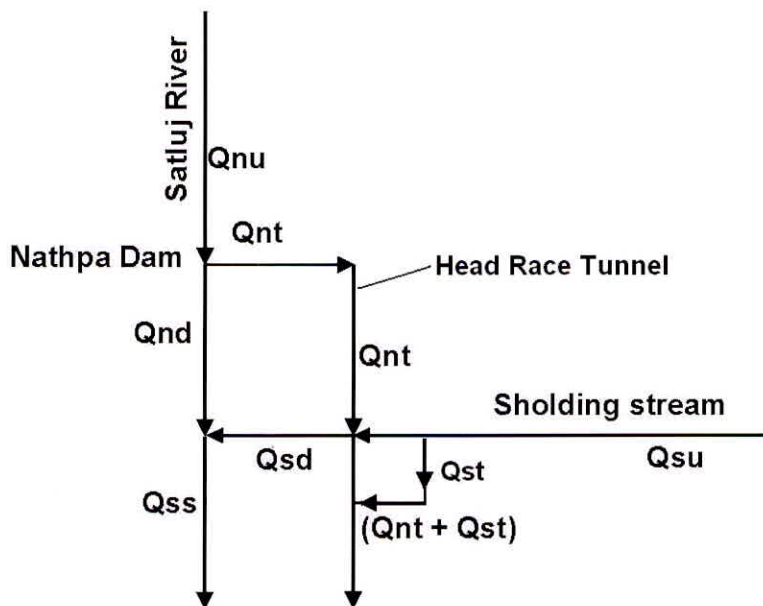 Satluj River
Qnu
Qnt
Nathpa Dam
Head Race Tunnel
Qnd
Qnt
Sholding stream
Qsd
Qsu
Qst
Qss
(Qnt + Qst)